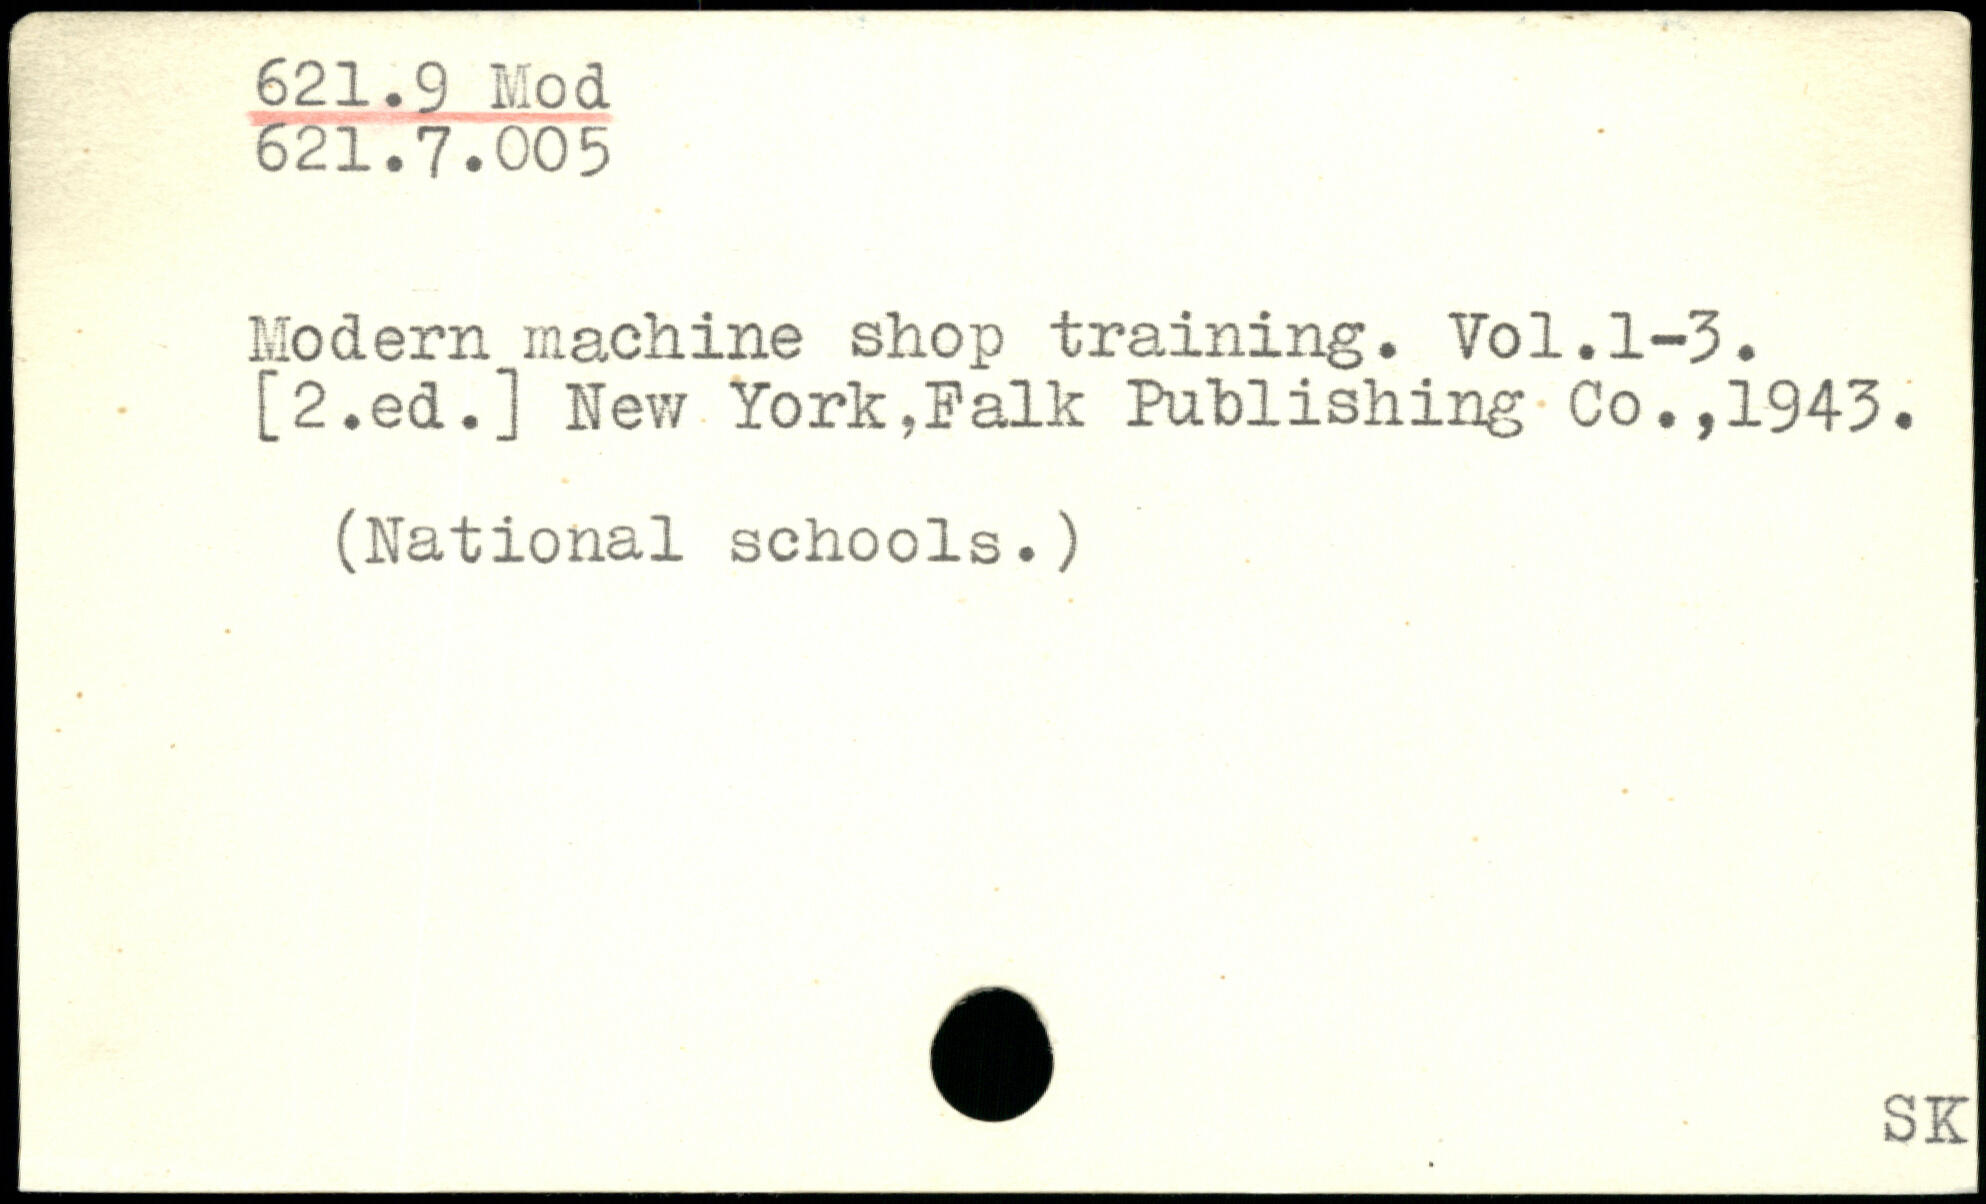 621.9 Mod
621.7.005
Modern machine shop training. Vol.1-3.
[2.ed.] New York,Falk Publishing Co.,1943.
(National schools.)
SK